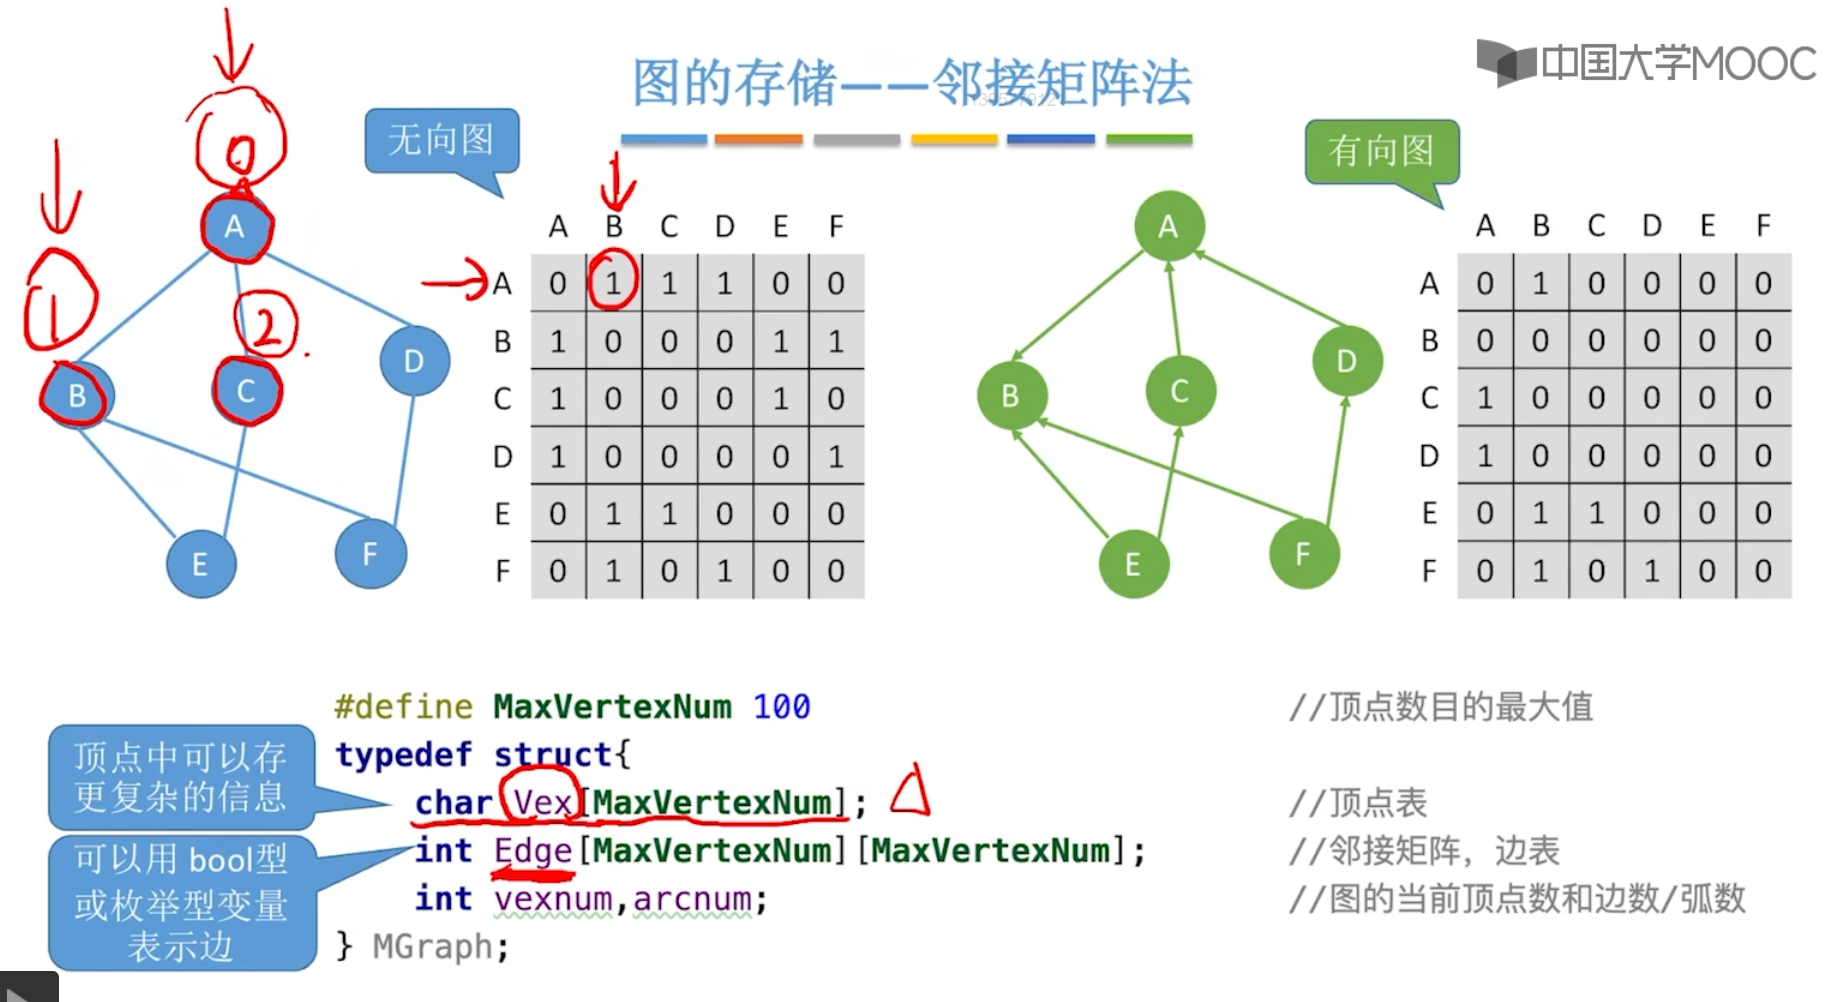 中国大学MOOC
图的存储——邻接矩阵法
无向图
有向图
0
1
2
A
B
C
D
E
F
A B C D E F
A 0 1 1 1 0 0
B 1 0 0 0 1 1
C 1 0 0 0 1 0
D 1 0 0 0 0 1
E 0 1 1 0 0 0
F 0 1 0 1 0 0
A
B
C
D
E
F
A B C D E F
A 0 1 0 0 0 0
B 0 0 0 0 0 0
C 1 0 0 0 0 0
D 1 0 0 0 0 0
E 0 1 1 0 0 0
F 0 1 0 1 0 0
顶点中可以存
更复杂的信息
可以用 bool型
或枚举型变量
表示边
#define MaxVertexNum 100 //顶点数目的最大值
typedef struct{
char Vex[MaxVertexNum]; //顶点表
int Edge[MaxVertexNum][MaxVertexNum]; //邻接矩阵，边表
int vexnum,arcnum; //图的当前顶点数和边数/弧数
} MGraph;